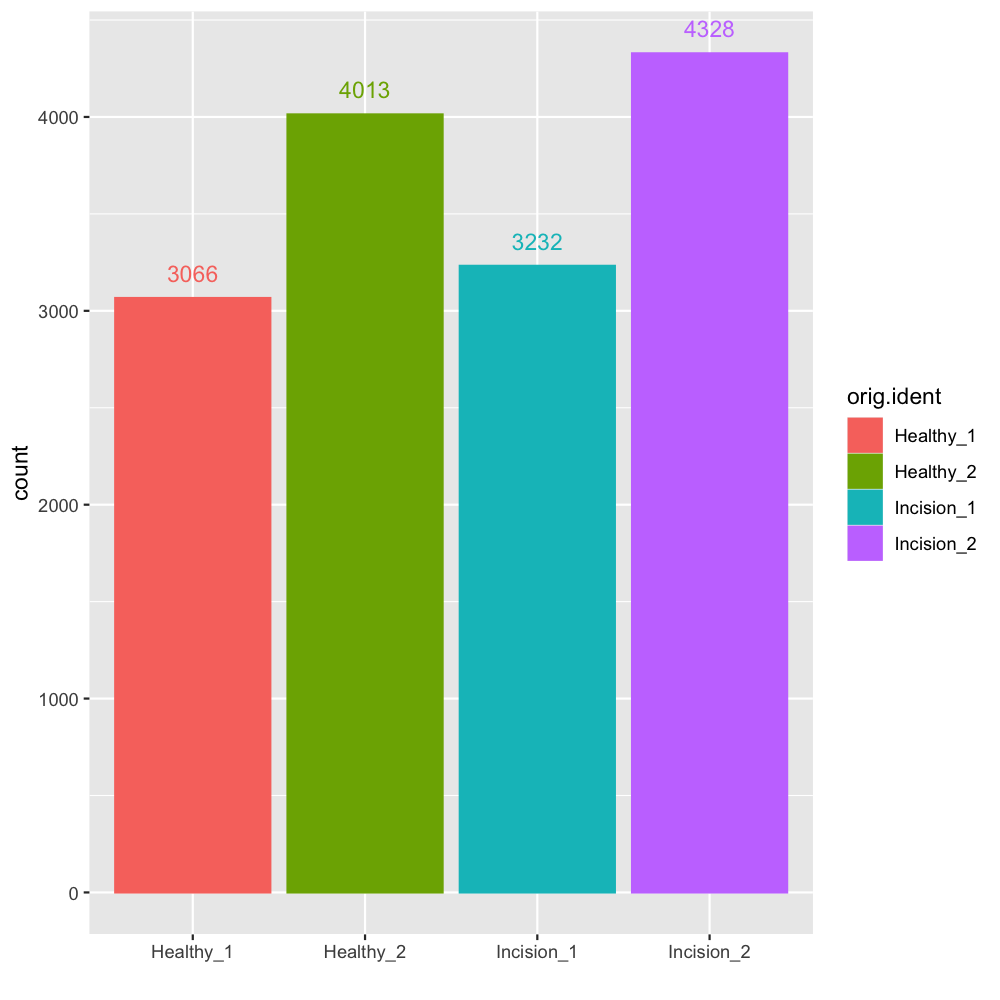 4328
4013
3232
3066
4000
3000
2000
1000
0
count
Healthy_1 Healthy_2 Incision_1 Incision_2
orig.ident
Healthy_1
Healthy_2
Incision_1
Incision_2